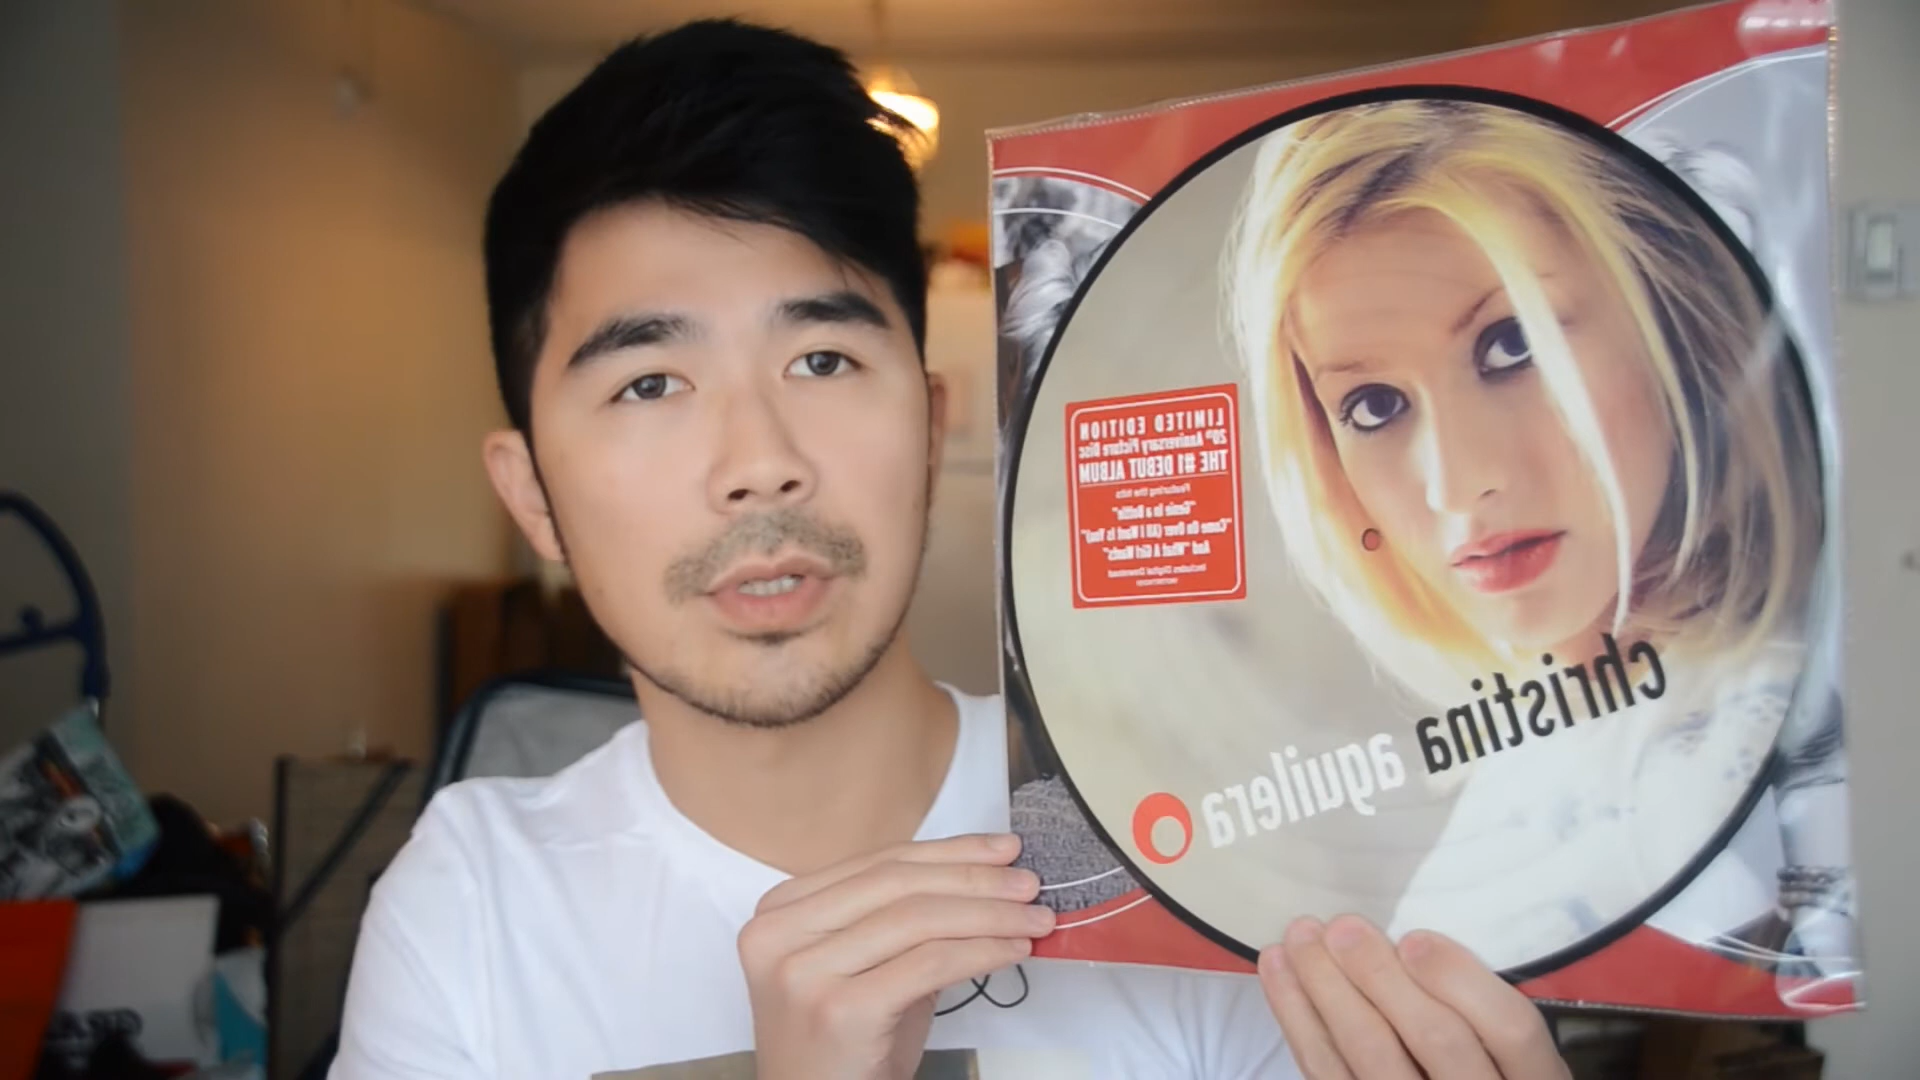 LIMITED EDITION
20th Anniversary Picture Disc
THE #1 DEBUT ALBUM
Featuring the hits
"Genie in a Bottle"
"Come On Over (All I Want Is You)"
And "What A Girl Wants"
Includes Digital Download
christina aguilera